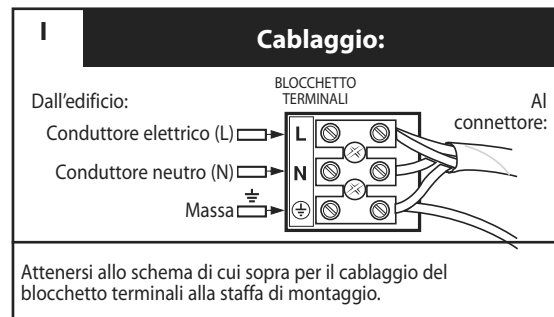 I
Cablaggio:
BLOCCHETTO
TERMINALI
Dall'edificio:
Al
connettore:
Conduttore elettrico (L)
L
Conduttore neutro (N)
N
Massa
Attenersi allo schema di cui sopra per il cablaggio del
blocchetto terminali alla staffa di montaggio.